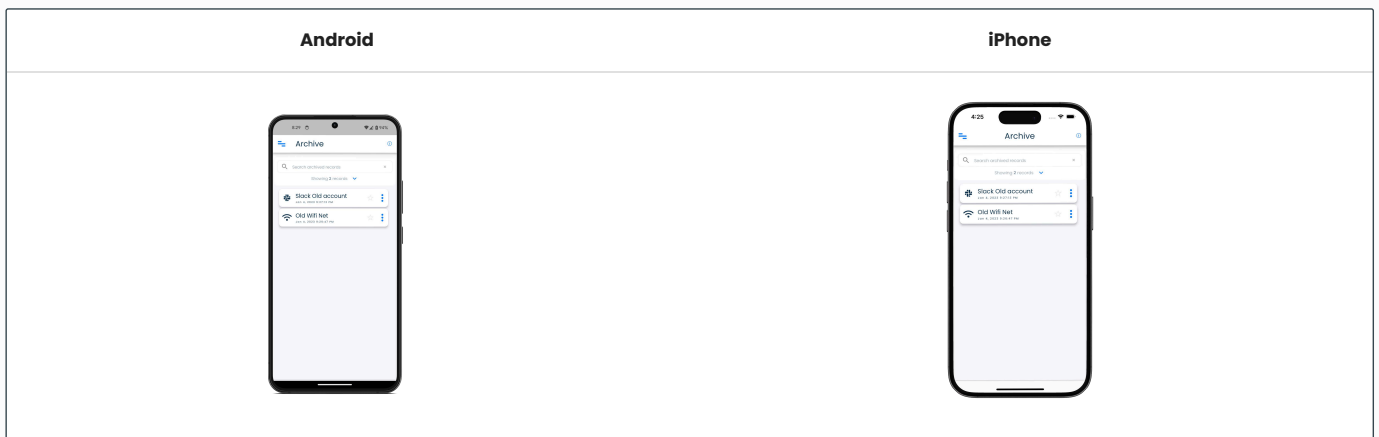 Android
iPhone
Archive
Search archived records
Showing 2 records
Slack Old account
Old Wifi Net
4:25
Archive
Search archived records
Showing 2 records
Slack Old account
Old Wifi Net